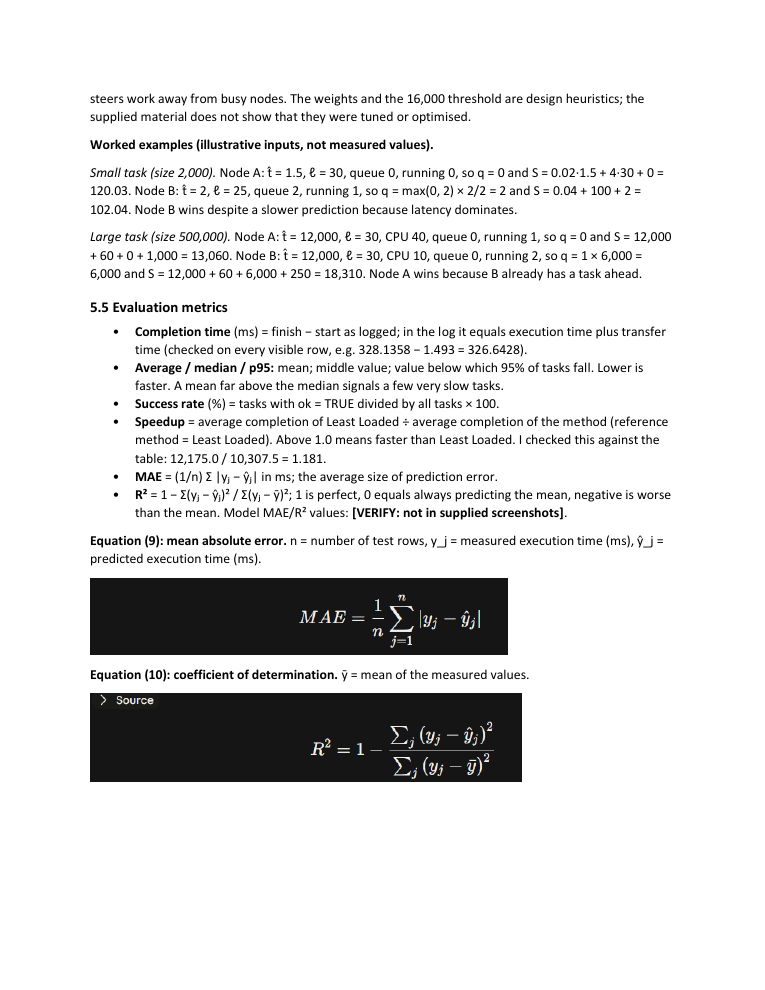 steers work away from busy nodes. The weights and the 16,000 threshold are design heuristics; the
supplied material does not show that they were tuned or optimised.
Worked examples (illustrative inputs, not measured values).
Small task (size 2,000). Node A: t̂ = 1.5, ℓ = 30, queue 0, running 0, so q = 0 and S = 0.02·1.5 + 4·30 + 0 =
120.03. Node B: t̂ = 2, ℓ = 25, queue 2, running 1, so q = max(0, 2) × 2/2 = 2 and S = 0.04 + 100 + 2 =
102.04. Node B wins despite a slower prediction because latency dominates.
Large task (size 500,000). Node A: t̂ = 12,000, ℓ = 30, CPU 40, queue 0, running 1, so q = 0 and S = 12,000
+ 60 + 0 + 1,000 = 13,060. Node B: t̂ = 12,000, ℓ = 30, CPU 10, queue 0, running 2, so q = 1 × 6,000 =
6,000 and S = 12,000 + 60 + 6,000 + 250 = 18,310. Node A wins because B already has a task ahead.
5.5 Evaluation metrics
• Completion time (ms) = finish − start as logged; in the log it equals execution time plus transfer
time (checked on every visible row, e.g. 328.1358 − 1.493 = 326.6428).
• Average / median / p95: mean; middle value; value below which 95% of tasks fall. Lower is
faster. A mean far above the median signals a few very slow tasks.
• Success rate (%) = tasks with ok = TRUE divided by all tasks × 100.
• Speedup = average completion of Least Loaded ÷ average completion of the method (reference
method = Least Loaded). Above 1.0 means faster than Least Loaded. I checked this against the
table: 12,175.0 / 10,307.5 = 1.181.
• MAE = (1/n) Σ |yⱼ − ŷⱼ| in ms; the average size of prediction error.
• R² = 1 − Σ(yⱼ − ŷⱼ)² / Σ(yⱼ − ȳ)²; 1 is perfect, 0 equals always predicting the mean, negative is worse
than the mean. Model MAE/R² values: [VERIFY: not in supplied screenshots].
Equation (9): mean absolute error. n = number of test rows, y_j = measured execution time (ms), ŷ_j =
predicted execution time (ms).
MAE = 1/n ∑_{j=1}^{n} |y_j − ŷ_j|
Equation (10): coefficient of determination. ȳ = mean of the measured values.
Source
R² = 1 − ∑_j (y_j − ŷ_j)² / ∑_j (y_j − ȳ)²